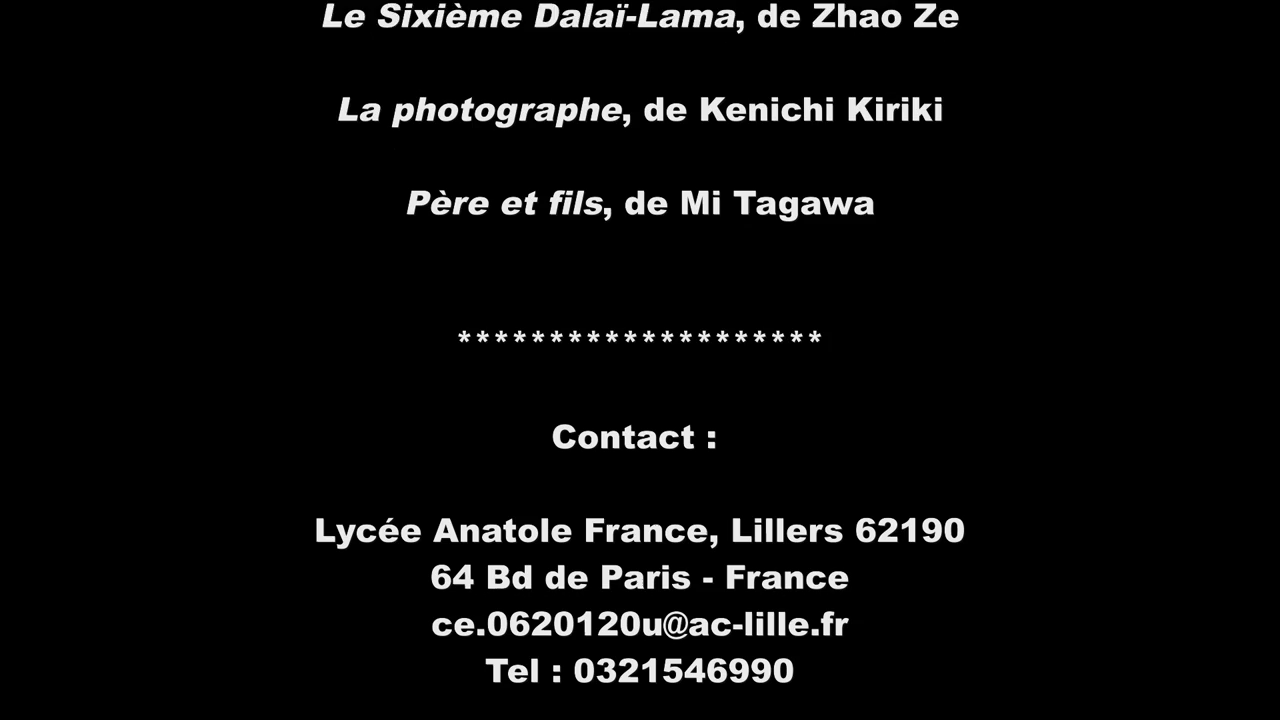 Le Sixième Dalaï-Lama, de Zhao Ze
La photographe, de Kenichi Kiriki
Père et fils, de Mi Tagawa
********************
Contact :
Lycée Anatole France, Lillers 62190
64 Bd de Paris - France
ce.0620120u@ac-lille.fr
Tel : 0321546990